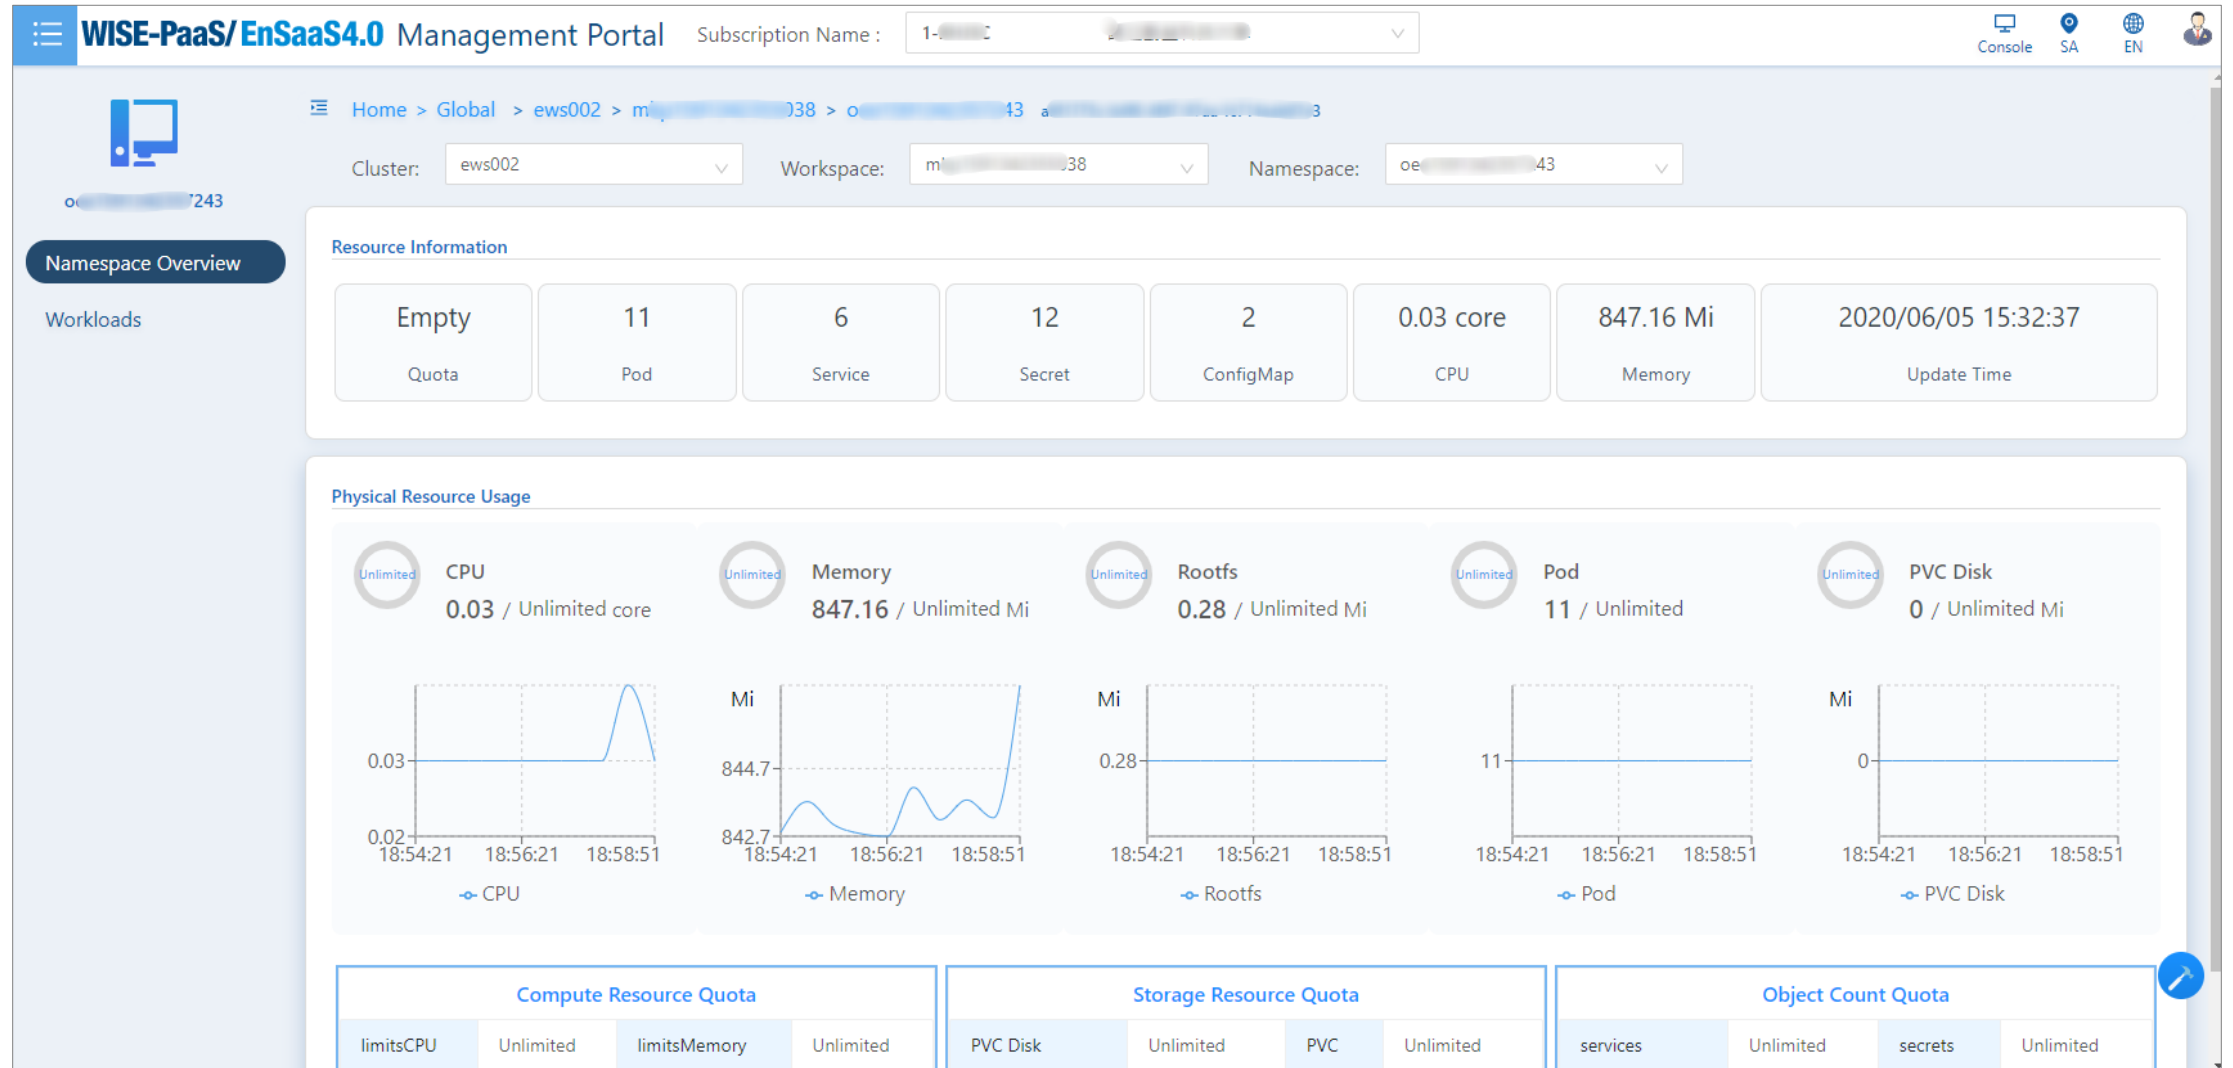 WISE-PaaS/EnSaaS4.0 Management Portal Subscription Name :
Console SA EN
Home > Global > ews002 >
Cluster: ews002 Workspace: Namespace:
Namespace Overview
Workloads
Resource Information
Empty 11 6 12 2 0.03 core 847.16 Mi 2020/06/05 15:32:37
Quota Pod Service Secret ConfigMap CPU Memory Update Time
Physical Resource Usage
Unlimited CPU Unlimited Memory Unlimited Rootfs Unlimited Pod Unlimited PVC Disk
0.03 / Unlimited core 847.16 / Unlimited Mi 0.28 / Unlimited Mi 11 / Unlimited 0 / Unlimited Mi
Mi Mi Mi
0.03 844.7 0.28 11 0
0.02 842.7
18:54:21 18:56:21 18:58:51 18:54:21 18:56:21 18:58:51 18:54:21 18:56:21 18:58:51 18:54:21 18:56:21 18:58:51 18:54:21 18:56:21 18:58:51
CPU Memory Rootfs Pod PVC Disk
Compute Resource Quota Storage Resource Quota Object Count Quota
limitsCPU Unlimited limitsMemory Unlimited PVC Disk Unlimited PVC Unlimited services Unlimited secrets Unlimited